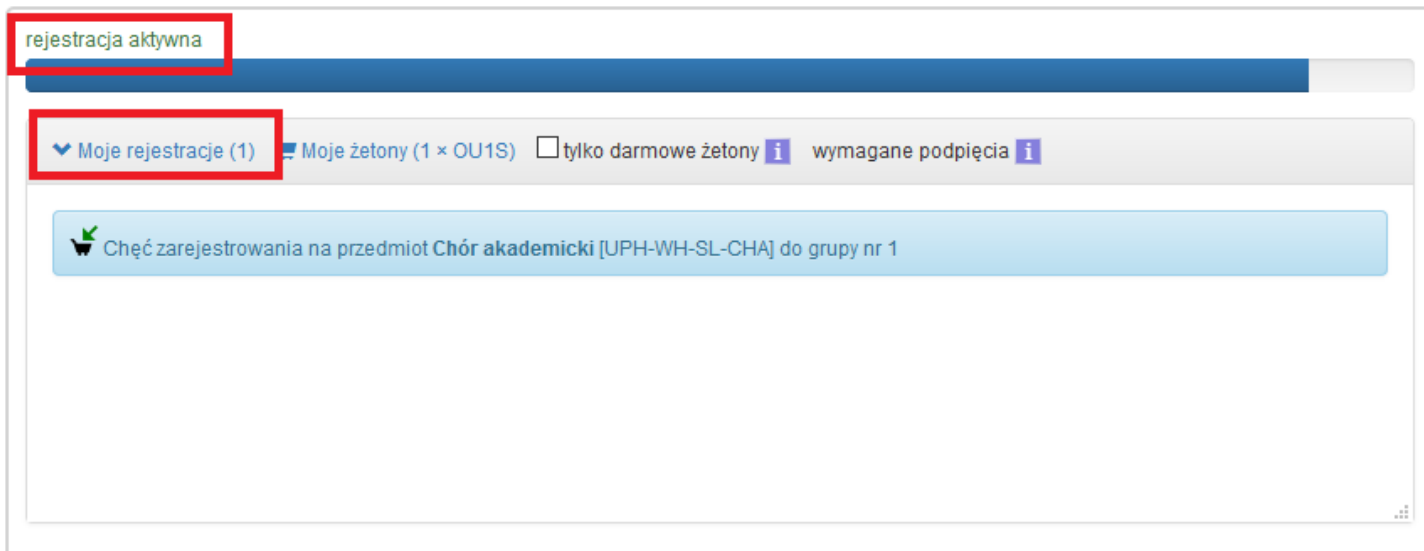 rejestracja aktywna
Moje rejestracje (1) Moje żetony (1 × OU1S) tylko darmowe żetony i wymagane podpięcia i
Chęć zarejestrowania na przedmiot Chór akademicki [UPH-WH-SL-CHA] do grupy nr 1